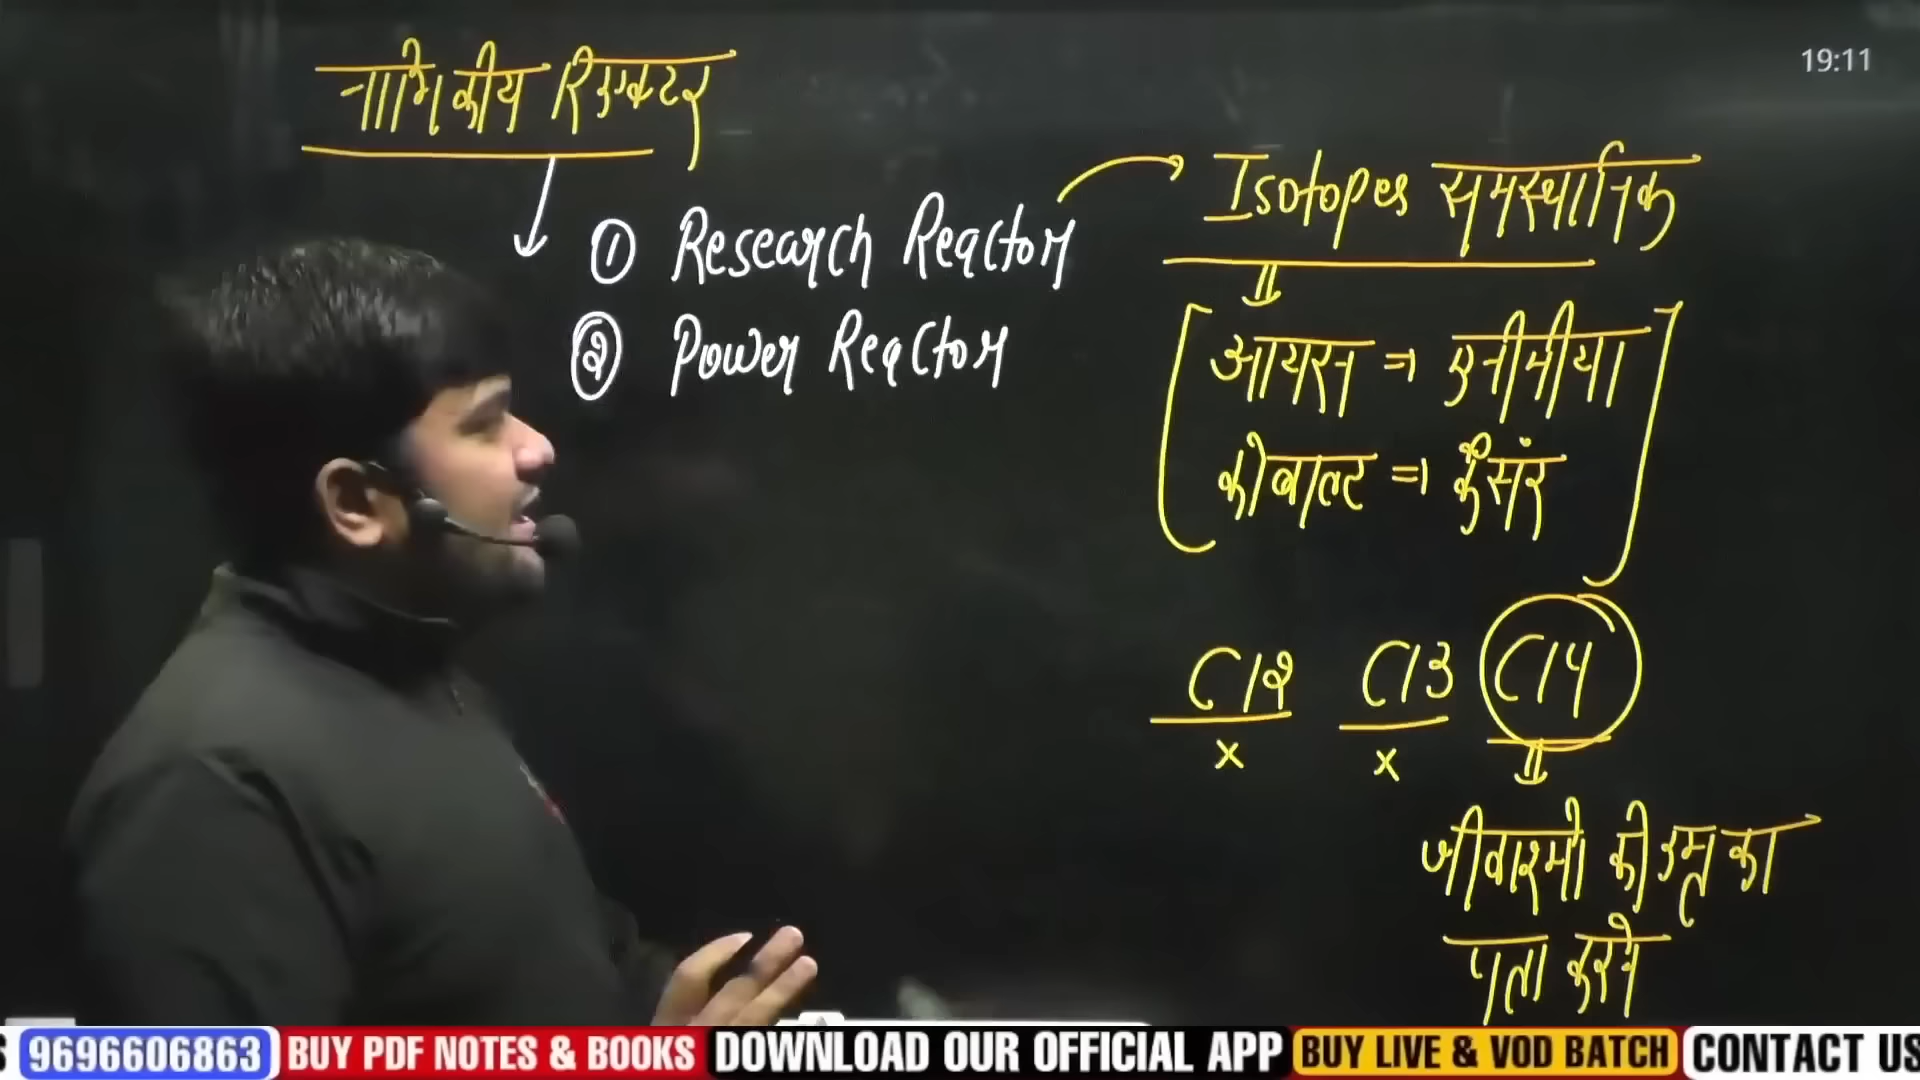 नाभिकीय रिएक्टर
19:11
① Research Reactor
② Power Reactor
Isotopes समस्थानिक
आयरन ⇒ एनीमीया
कोबाल्ट ⇒ कैंसर
C12 C13 C14
x x
जीवाश्मो की उम्र का
पता करने
S 9696606863 BUY PDF NOTES & BOOKS DOWNLOAD OUR OFFICIAL APP BUY LIVE & VOD BATCH CONTACT US